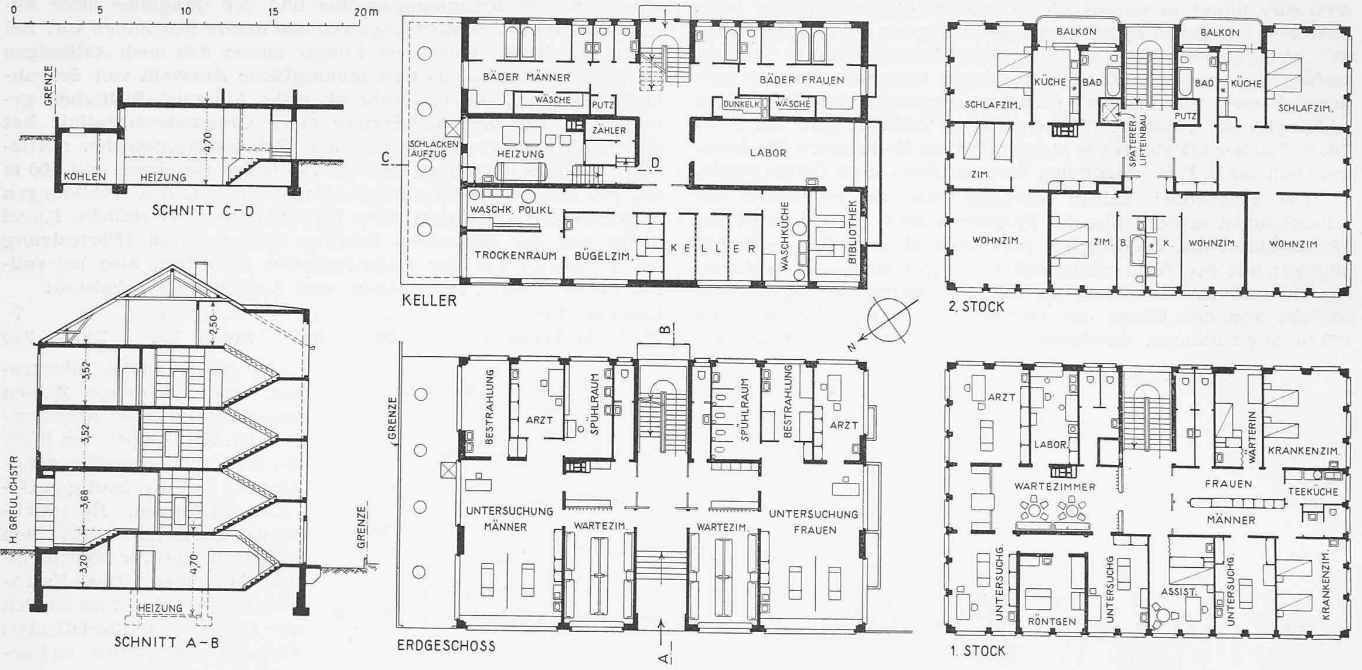 10
5
0
5
10
15
20 m
GRENZE
4,70
KOHLEN
HEIZUNG
SCHNITT C-D
2,50
3,52
3,52
3,68
3,20
4,70
GREULICHSTR
GRENZE
HEIZUNG
SCHNITT A-B
BÄDER MÄNNER
WÄSCHE
PUTZ
BÄDER FRAUEN
DUNKELK.
WÄSCHE
C
SCHLACKEN
AUFZUG
HEIZUNG
ZÄHLER
D
LABOR
WASCHK. POLIKL.
TROCKENRAUM
BÜGELZIM.
KELLER
WASCHKÜCHE
BIBLIOTHEK
KELLER
N
BALKON
BALKON
KÜCHE
BAD
BAD
KÜCHE
SCHLAFZIM.
PUTZ
SCHLAFZIM.
SPÄTERER
LIFTEINBAU
ZIM.
WOHNZIM.
ZIM
B.
K.
WOHNZIM.
WOHNZIM.
2. STOCK
B
GRENZE
BESTRAHLUNG
ARZT
SPÜHLRAUM
SPÜHLRAUM
BESTRAHLUNG
ARZT
UNTERSUCHUNG
MÄNNER
WARTEZIM.
WARTEZIM.
UNTERSUCHUNG
FRAUEN
ERDGESCHOSS
A
ARZT
LABOR.
WÄRTERIN
KRANKENZIM.
WARTEZIMMER
FRAUEN
TEEKÜCHE
MÄNNER
UNTERSUCHG.
RÖNTGEN
UNTERSUCHG
ASSIST.
UNTERSUCHG.
KRANKENZIM.
1. STOCK